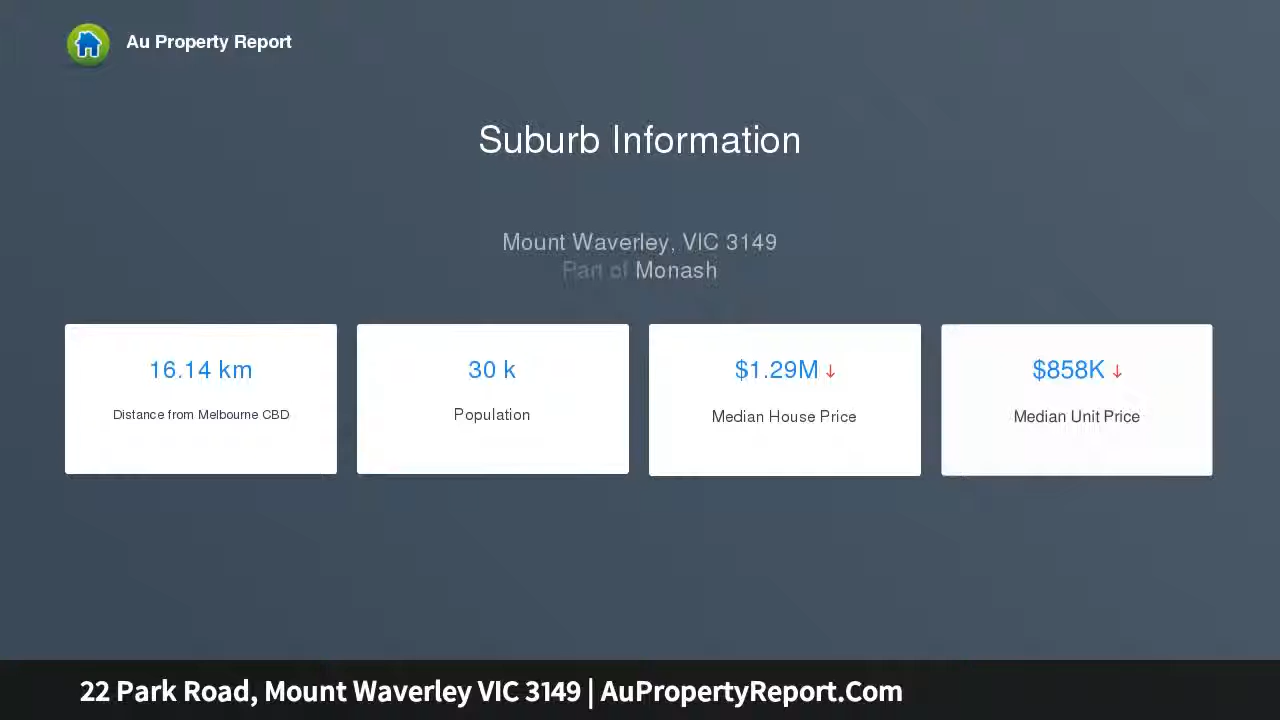 Au Property Report
Suburb Information
Mount Waverley, VIC 3149
Part of Monash
16.14 km
Distance from Melbourne CBD
30 k
Population
$1.29M ↓
Median House Price
$858K ↓
Median Unit Price
22 Park Road, Mount Waverley VIC 3149 | AuPropertyReport.Com